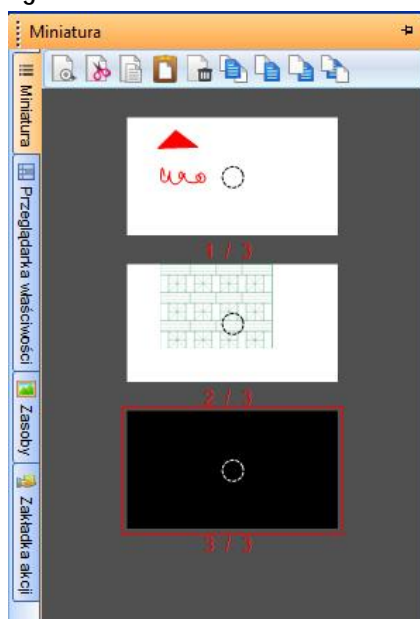 Miniatura
Miniatura
Przeglądarka właściwości
Zasoby
Zakładka akcji
1 / 3
2 / 3
3 / 3